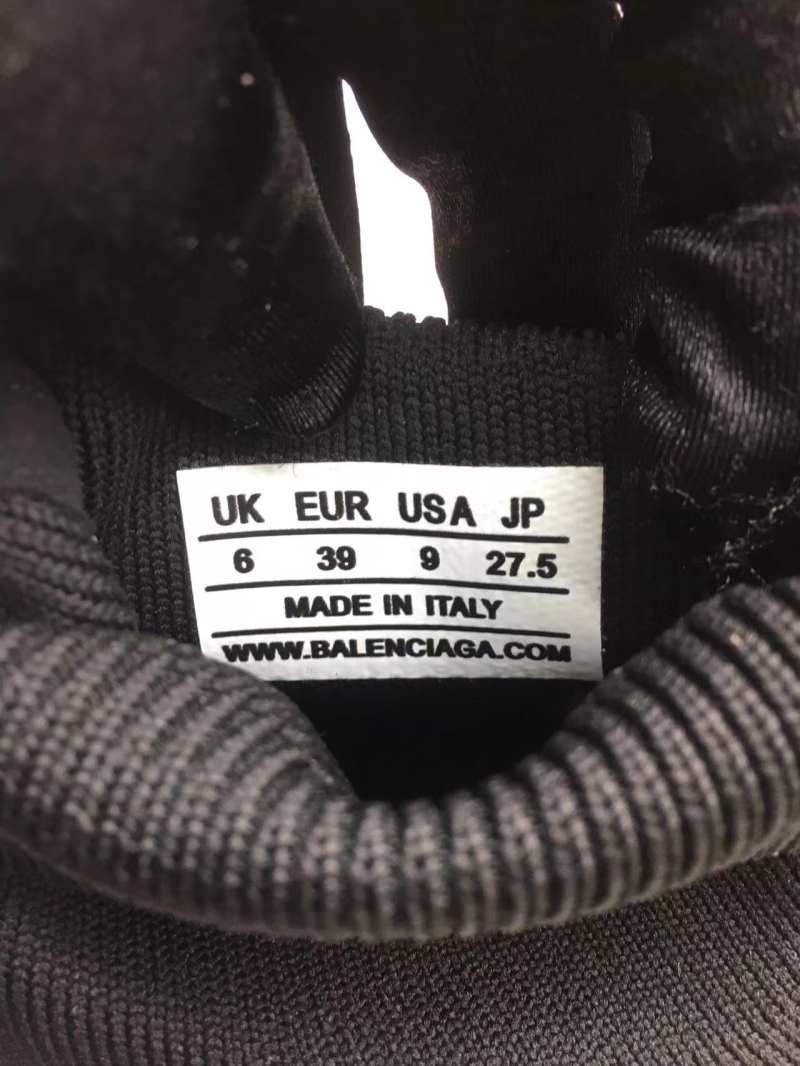 UK EUR USA JP
6 39 9 27.5
MADE IN ITALY
WWW.BALENCIAGA.COM